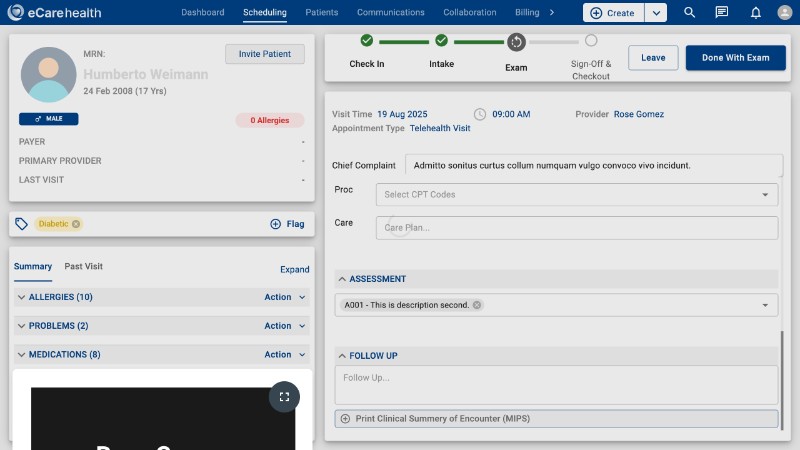 eCarehealth
Dashboard
Scheduling
Patients
Communications
Collaboration
Billing
Create
MRN:
Invite Patient
Humberto Weimann
24 Feb 2008 (17 Yrs)
MALE
0 Allergies
PAYER -
PRIMARY PROVIDER -
LAST VISIT -
Diabetic
Flag
Summary
Past Visit
Expand
ALLERGIES (10) Action
PROBLEMS (2) Action
MEDICATIONS (8) Action
Check In
Intake
Exam
Sign-Off &
Checkout
Leave
Done With Exam
Visit Time 19 Aug 2025 09:00 AM Provider Rose Gomez
Appointment Type Telehealth Visit
Chief Complaint Admitto sonitus curtus collum numquam vulgo convoco vivo incidunt.
Proc Select CPT Codes
Care Care Plan...
ASSESSMENT
A001 - This is description second.
FOLLOW UP
Follow Up...
Print Clinical Summery of Encounter (MIPS)